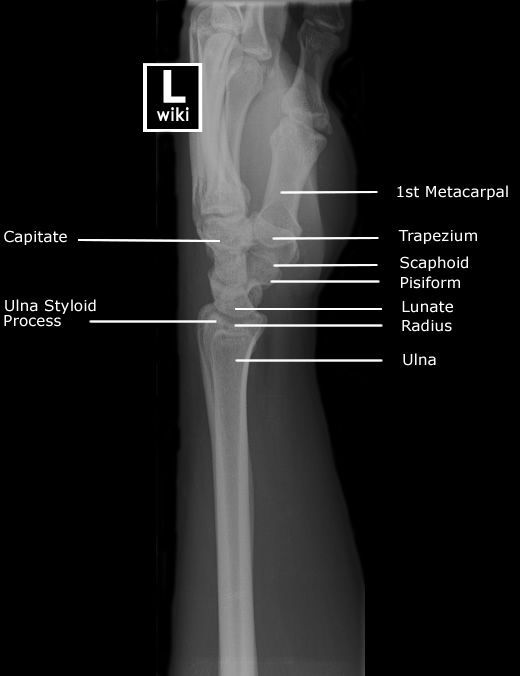 L
wiki
1st Metacarpal
Capitate
Trapezium
Scaphoid
Pisiform
Ulna Styloid
Process
Lunate
Radius
Ulna